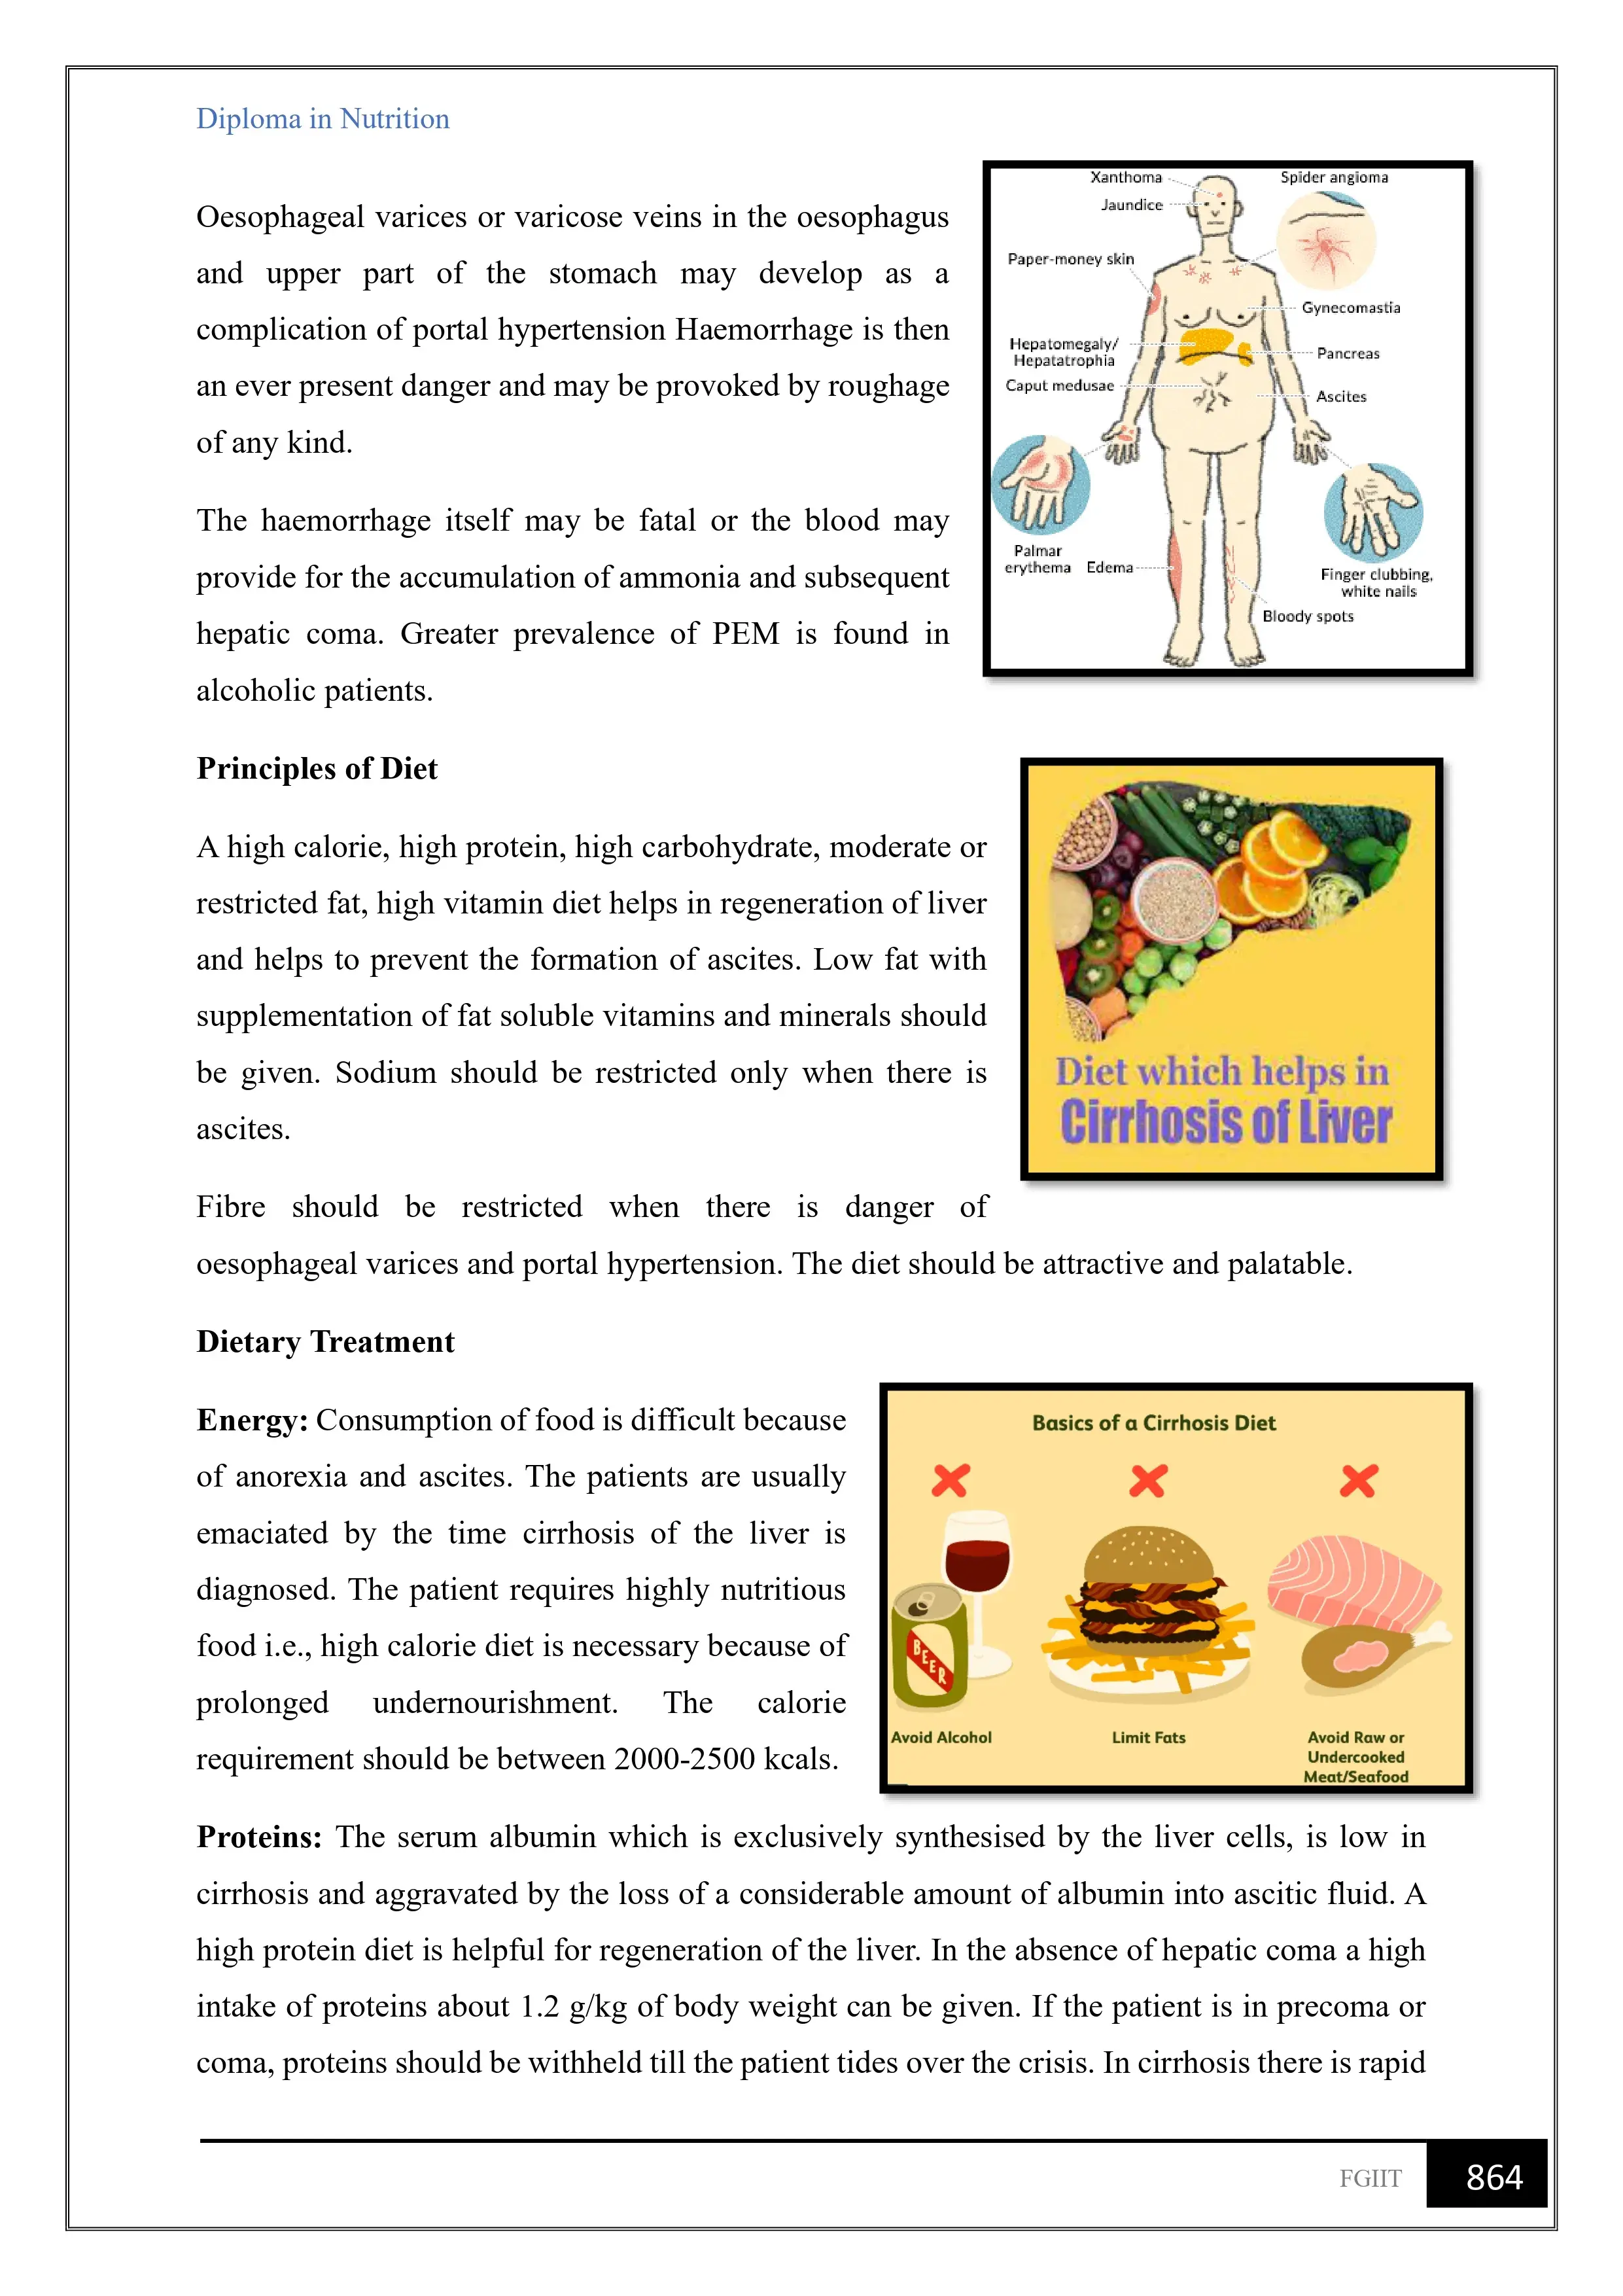 Diploma in Nutrition
Oesophageal varices or varicose veins in the oesophagus
and upper part of the stomach may develop as a
complication of portal hypertension Haemorrhage is then
an ever present danger and may be provoked by roughage
of any kind.
The haemorrhage itself may be fatal or the blood may
provide for the accumulation of ammonia and subsequent
hepatic coma. Greater prevalence of PEM is found in
alcoholic patients.
Xanthoma
Spider angioma
Jaundice
Paper-money skin
Gynecomastia
Hepatomegaly/
Hepatatrophia
Pancreas
Caput medusae
Ascites
Palmar
erythema
Edema
Finger clubbing,
white nails
Bloody spots
Principles of Diet
A high calorie, high protein, high carbohydrate, moderate or
restricted fat, high vitamin diet helps in regeneration of liver
and helps to prevent the formation of ascites. Low fat with
supplementation of fat soluble vitamins and minerals should
be given. Sodium should be restricted only when there is
ascites.
Diet which helps in
Cirrhosis of Liver
Fibre should be restricted when there is danger of
oesophageal varices and portal hypertension. The diet should be attractive and palatable.
Dietary Treatment
Energy: Consumption of food is difficult because
of anorexia and ascites. The patients are usually
emaciated by the time cirrhosis of the liver is
diagnosed. The patient requires highly nutritious
food i.e., high calorie diet is necessary because of
prolonged undernourishment. The calorie
requirement should be between 2000-2500 kcals.
Basics of a Cirrhosis Diet
BEER
Avoid Alcohol
Limit Fats
Avoid Raw or
Undercooked
Meat/Seafood
Proteins: The serum albumin which is exclusively synthesised by the liver cells, is low in
cirrhosis and aggravated by the loss of a considerable amount of albumin into ascitic fluid. A
high protein diet is helpful for regeneration of the liver. In the absence of hepatic coma a high
intake of proteins about 1.2 g/kg of body weight can be given. If the patient is in precoma or
coma, proteins should be withheld till the patient tides over the crisis. In cirrhosis there is rapid
FGIIT
864